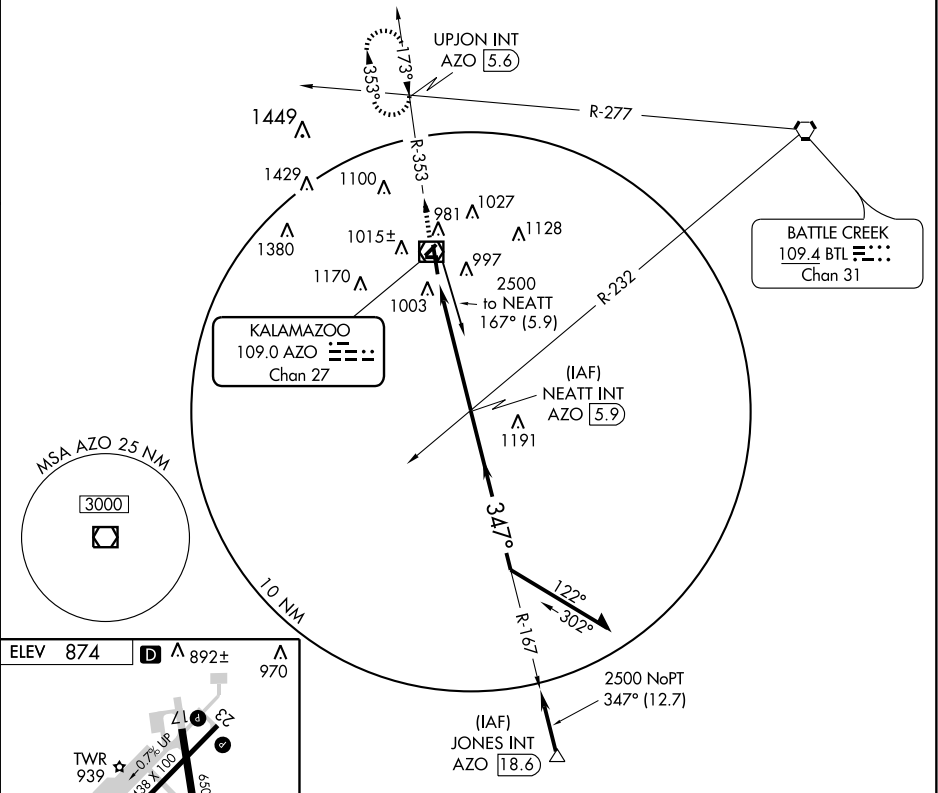 UPJON INT
AZO 5.6
173°
353°
R-277
1449
R-353
1429
1100
981
1027
1380
1015±
1128
BATTLE CREEK
109.4 BTL
Chan 31
997
1170
2500
to NEATT
167° (5.9)
1003
R-232
KALAMAZOO
109.0 AZO
Chan 27
(IAF)
NEATT INT
AZO 5.9
1191
MSA AZO 25 NM
3000
347°
10 NM
122°
302°
R-167
ELEV 874
D
892±
970
2500 NoPT
347° (12.7)
(IAF)
JONES INT
AZO 18.6
17
P
23
P
0.7% UP
TWR
939
38 X 100
650